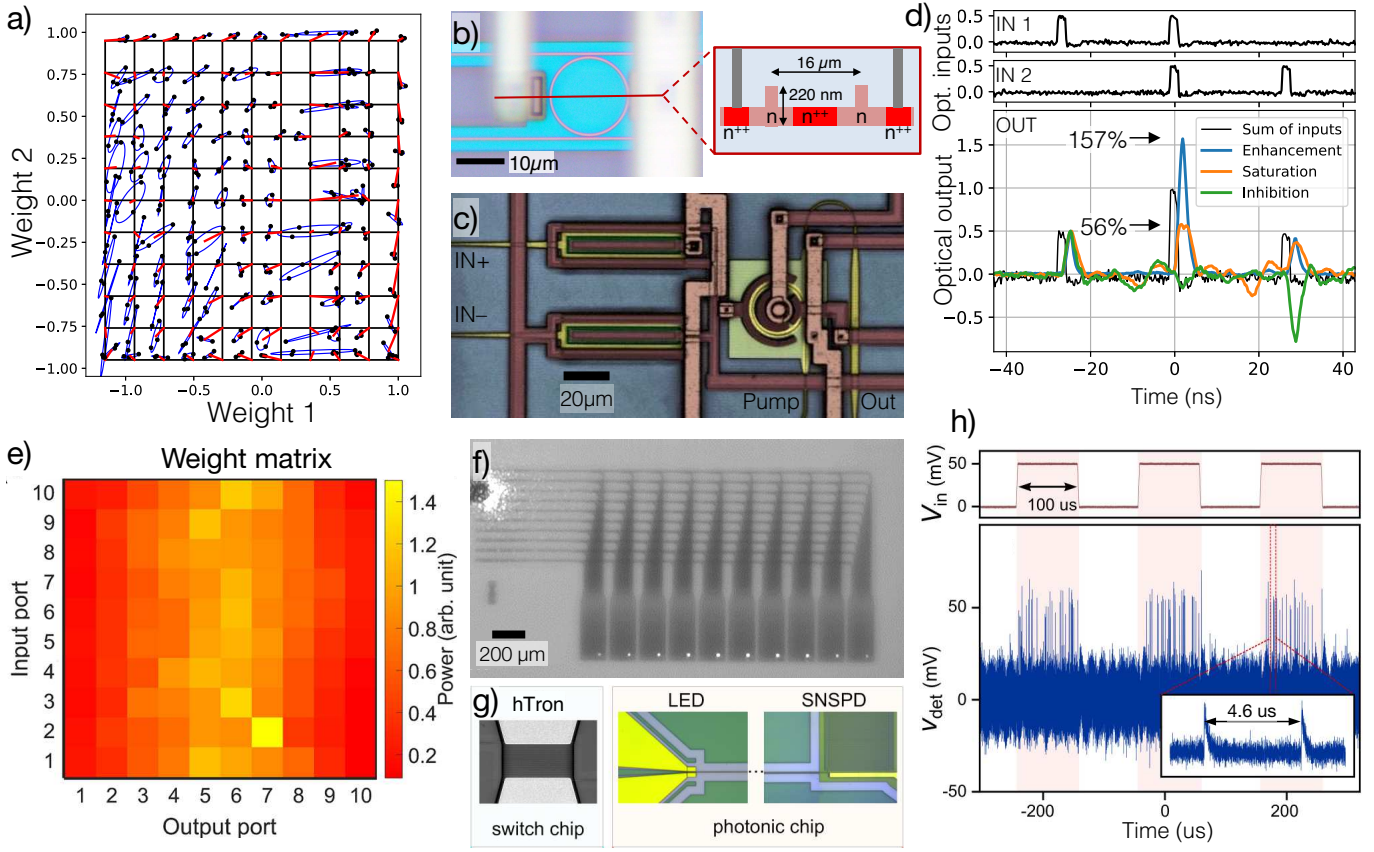 a)
1.00
0.75
0.50
0.25
0.00
−0.25
−0.50
−0.75
−1.00
Weight 2
−1.0
−0.5
0.0
0.5
1.0
Weight 1
b)
10µm
16 µm
220 nm
n
n++
n
n++
n++
c)
IN+
IN−
20µm
Pump
Out
d)
Opt. inputs
0.5
0.0
IN 1
0.5
0.0
IN 2
OUT
Optical output
1.5
1.0
0.5
0.0
−0.5
157%
56%
Sum of inputs
Enhancement
Saturation
Inhibition
−40
−20
0
20
40
Time (ns)
e)
Weight matrix
Input port
10
9
8
7
6
5
4
3
2
1
1 2 3 4 5 6 7 8 9 10
Output port
1.4
1.2
1
0.8
0.6
0.4
0.2
Power (arb. unit)
f)
200 µm
g)
hTron
LED
SNSPD
switch chip
photonic chip
h)
Vin (mV)
50
0
100 us
Vdet (mV)
50
0
-50
4.6 us
-200
0
200
Time (us)